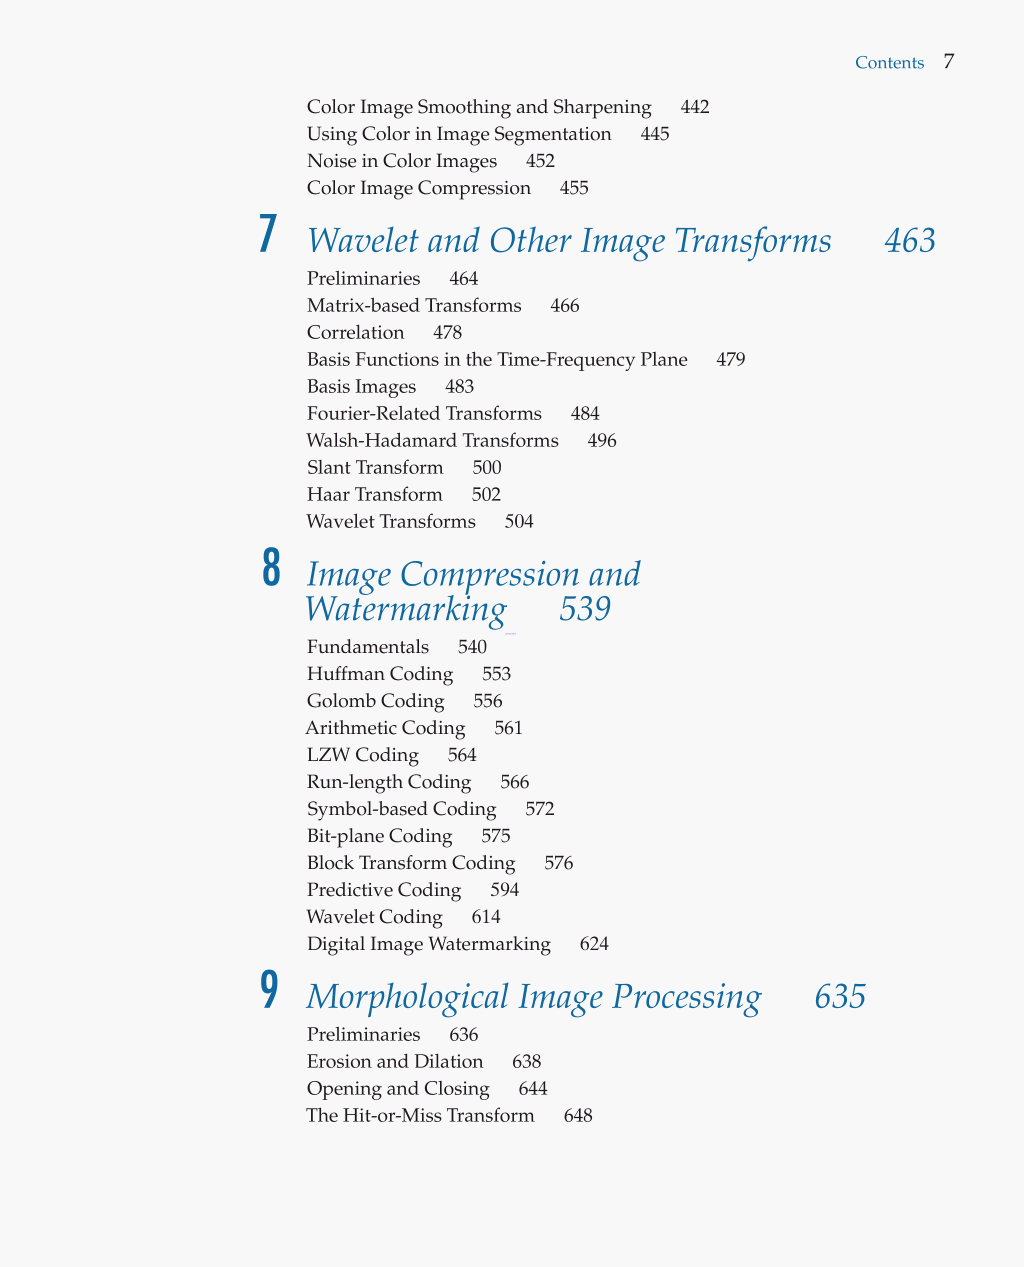 Contents 7
Color Image Smoothing and Sharpening 442
Using Color in Image Segmentation 445
Noise in Color Images 452
Color Image Compression 455
7 Wavelet and Other Image Transforms 463
Preliminaries 464
Matrix-based Transforms 466
Correlation 478
Basis Functions in the Time-Frequency Plane 479
Basis Images 483
Fourier-Related Transforms 484
Walsh-Hadamard Transforms 496
Slant Transform 500
Haar Transform 502
Wavelet Transforms 504
8 Image Compression and
Watermarking 539
Fundamentals 540
Huffman Coding 553
Golomb Coding 556
Arithmetic Coding 561
LZW Coding 564
Run-length Coding 566
Symbol-based Coding 572
Bit-plane Coding 575
Block Transform Coding 576
Predictive Coding 594
Wavelet Coding 614
Digital Image Watermarking 624
9 Morphological Image Processing 635
Preliminaries 636
Erosion and Dilation 638
Opening and Closing 644
The Hit-or-Miss Transform 648